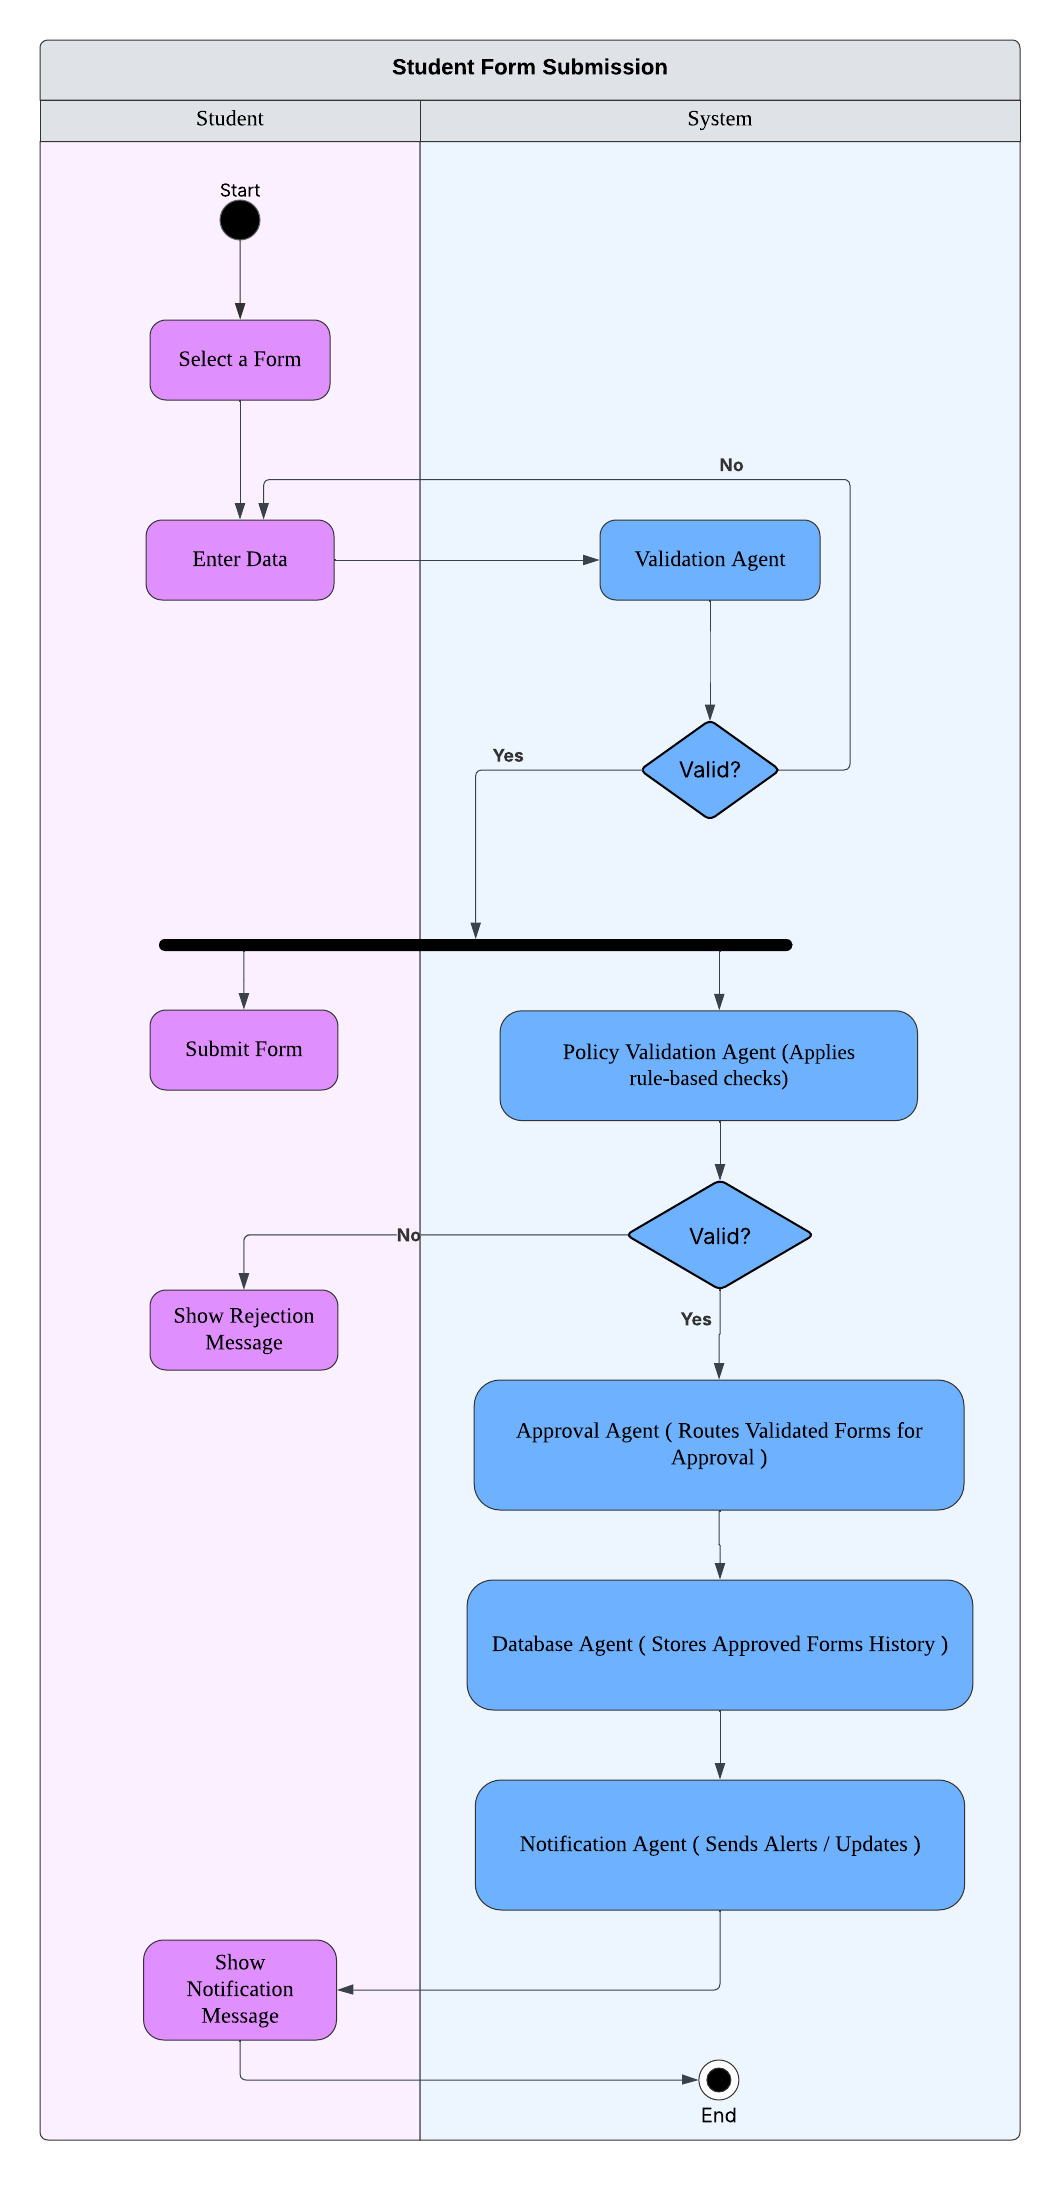 Student Form Submission
Student
System
Start
Select a Form
No
Enter Data
Validation Agent
Yes
Valid?
Submit Form
Policy Validation Agent (Applies
rule-based checks)
No
Valid?
Show Rejection
Message
Yes
Approval Agent ( Routes Validated Forms for
Approval )
Database Agent ( Stores Approved Forms History )
Notification Agent ( Sends Alerts / Updates )
Show
Notification
Message
End